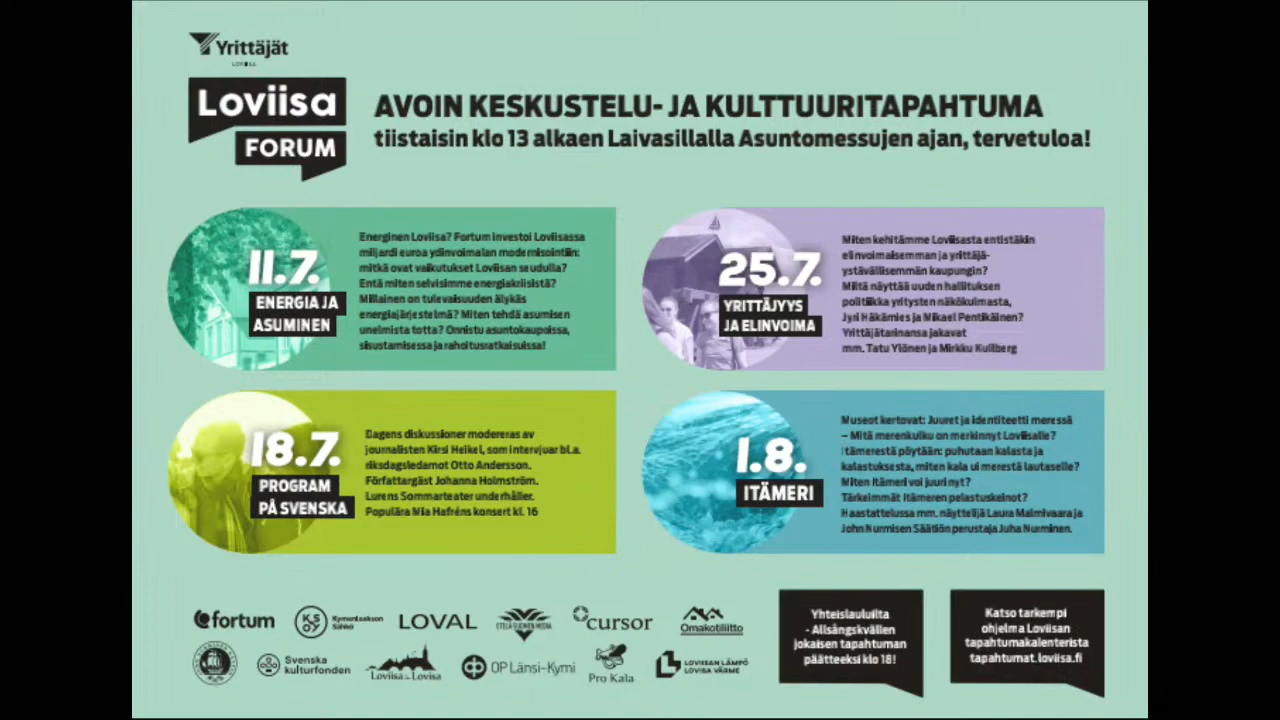 Yrittäjät
LOVIISA
Loviisa
FORUM
AVOIN KESKUSTELU- JA KULTTUURITAPAHTUMA
tiistaisin klo 13 alkaen Laivasillalla Asuntomessujen ajan, tervetuloa!
11.7.
ENERGIA JA
ASUMINEN
Energinen Loviisa? Fortum investoi Loviisassa
miljardi euroa ydinvoimalan modernisointiin:
mitkä ovat vaikutukset Loviisan seudulla?
Entä miten selvisimme energiakriisistä?
Millainen on tulevaisuuden älykäs
energiajärjestelmä? Miten tehdä asumisen
unelmista totta? Onnistu asuntokaupoissa,
sisustamisessa ja rahoitusratkaisuissa!
25.7.
YRITTÄJYYS
JA ELINVOIMA
Miten kehitämme Loviisasta entistäkin
elinvoimaisemman ja yrittäjä-
ystävällisemmän kaupungin?
Miltä näyttää uuden hallituksen
politiikka yritysten näkökulmasta,
Jyri Häkämies ja Mikael Pentikäinen?
Yrittäjätarinansa jakavat
mm. Tatu Ylönen ja Mirkku Kullberg
18.7.
PROGRAM
PÅ SVENSKA
Dagens diskussioner modereras av
journalisten Kirsi Heikel, som intervjuar bl.a.
riksdagsledamot Otto Andersson.
Författargäst Johanna Holmström.
Lurens Sommarteater underhåller.
Populära Mia Hafréns konsert kl. 16
1.8.
ITÄMERI
Museot kertovat: Juuret ja identiteetti meressä
– Mitä merenkulku on merkinnyt Loviisalle?
Itämerestä pöytään: puhutaan kalasta ja
kalastuksesta, miten kala ui merestä lautaselle?
Miten Itämeri voi juuri nyt?
Tärkeimmät Itämeren pelastuskeinot?
Haastattelussa mm. näyttelijä Laura Malmivaara ja
John Nurmisen Säätiön perustaja Juha Nurminen.
fortum
KSOY Kymenlaakson Sähkö
LOVAL
ETELÄ-SUOMEN MEDIA
cursor
Omakotiliitto
Svenska
kulturfonden
Loviisa Lovisa
OP Länsi-Kymi
Pro Kala
LOVIISAN LÄMPÖ
LOVISA VÄRME
Yhteislauluilta
- Allsångskvällen
jokaisen tapahtuman
päätteeksi klo 18!
Katso tarkempi
ohjelma Loviisan
tapahtumakalenterista
tapahtumat.loviisa.fi